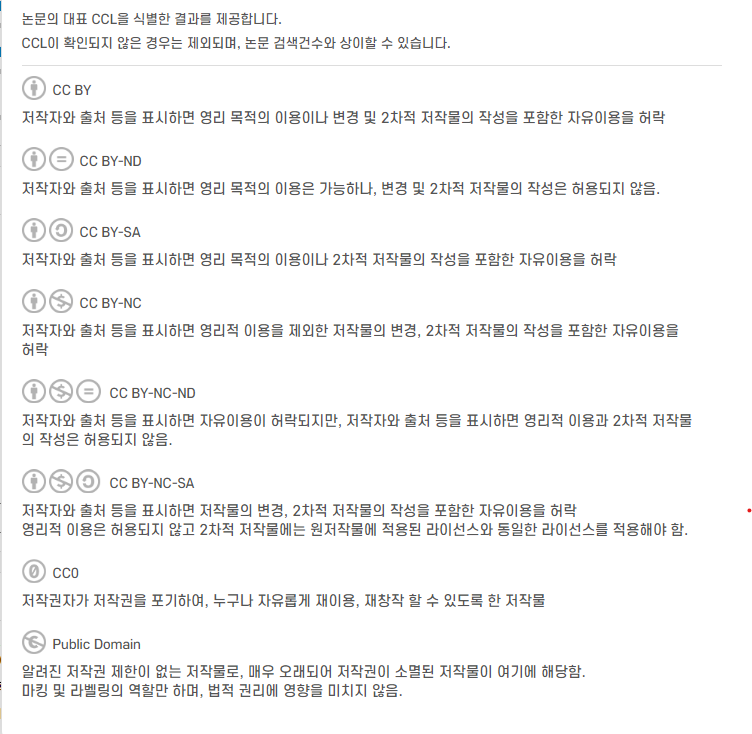 논문의 대표 CCL을 식별한 결과를 제공합니다.
CCL이 확인되지 않은 경우는 제외되며, 논문 검색건수와 상이할 수 있습니다.
CC BY
저작자와 출처 등을 표시하면 영리 목적의 이용이나 변경 및 2차적 저작물의 작성을 포함한 자유이용을 허락
CC BY-ND
저작자와 출처 등을 표시하면 영리 목적의 이용은 가능하나, 변경 및 2차적 저작물의 작성은 허용되지 않음.
CC BY-SA
저작자와 출처 등을 표시하면 영리 목적의 이용이나 2차적 저작물의 작성을 포함한 자유이용을 허락
CC BY-NC
저작자와 출처 등을 표시하면 영리적 이용을 제외한 저작물의 변경, 2차적 저작물의 작성을 포함한 자유이용을
허락
CC BY-NC-ND
저작자와 출처 등을 표시하면 자유이용이 허락되지만, 저작자와 출처 등을 표시하면 영리적 이용과 2차적 저작물
의 작성은 허용되지 않음.
CC BY-NC-SA
저작자와 출처 등을 표시하면 저작물의 변경, 2차적 저작물의 작성을 포함한 자유이용을 허락
영리적 이용은 허용되지 않고 2차적 저작물에는 원저작물에 적용된 라이선스와 동일한 라이선스를 적용해야 함.
CC0
저작권자가 저작권을 포기하여, 누구나 자유롭게 재이용, 재창작 할 수 있도록 한 저작물
Public Domain
알려진 저작권 제한이 없는 저작물로, 매우 오래되어 저작권이 소멸된 저작물이 여기에 해당함.
마킹 및 라벨링의 역할만 하며, 법적 권리에 영향을 미치지 않음.